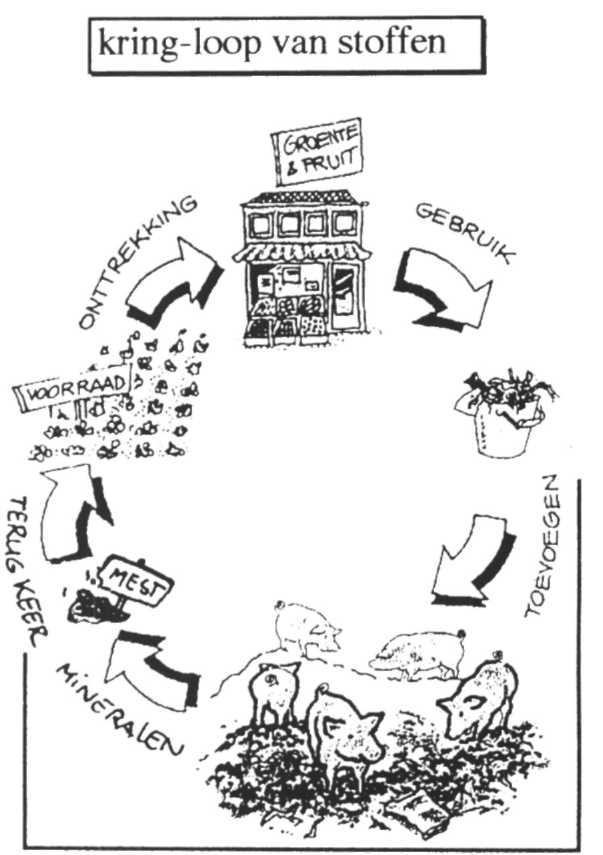 kring-loop van stoffen
GROENTE
& FRUIT
GEBRUIK
TOEVOEGEN
MINERALEN
MEST
TERUG KEER
VOORRAAD
ONTTREKKING